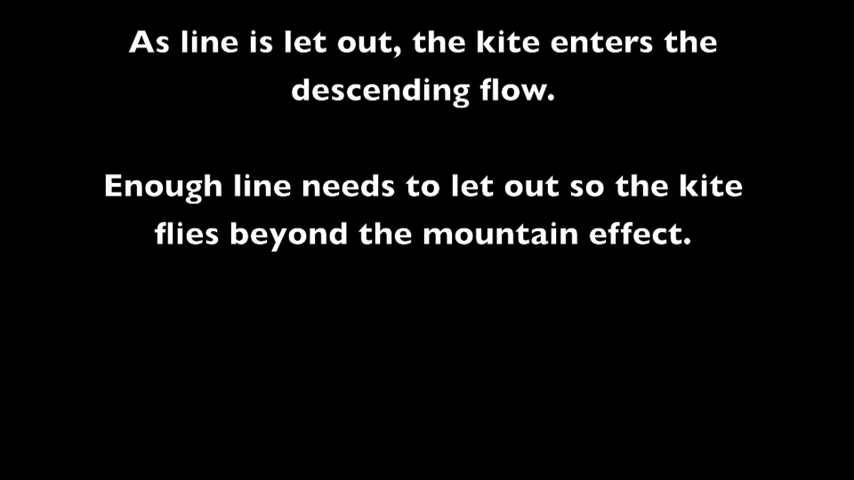 As line is let out, the kite enters the
descending flow.
Enough line needs to let out so the kite
flies beyond the mountain effect.